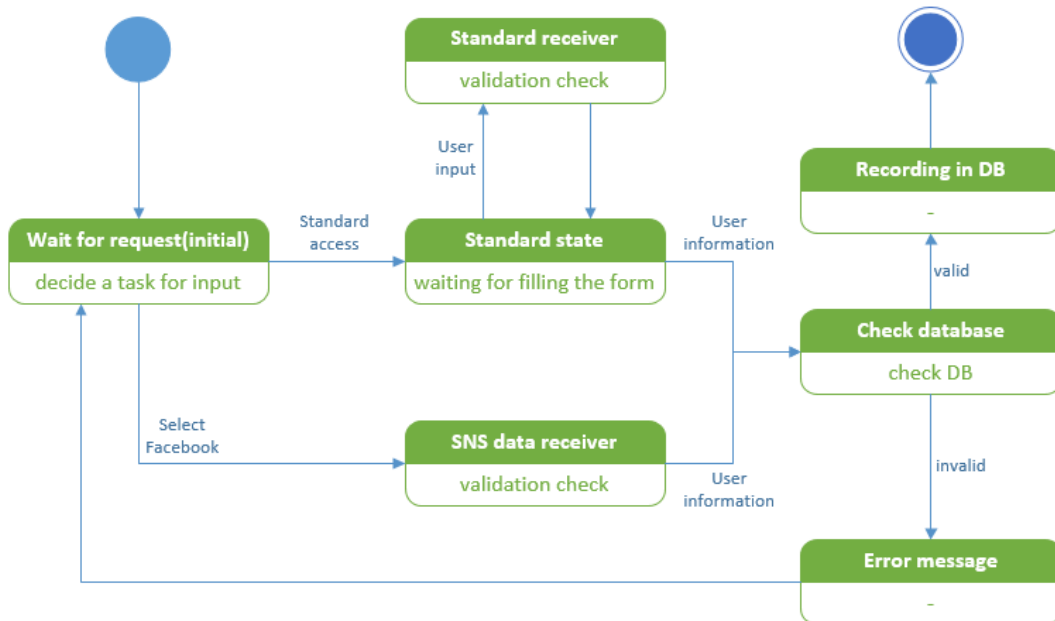 Standard receiver
validation check
User
input
Recording in DB
-
Wait for request(initial)
decide a task for input
Standard
access
Standard state
waiting for filling the form
User
information
valid
Check database
check DB
Select
Facebook
SNS data receiver
validation check
User
information
invalid
Error message
-